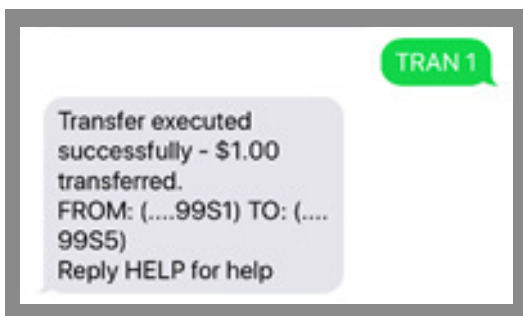 TRAN 1
Transfer executed
successfully - $1.00
transferred.
FROM: (....99S1) TO: (....
99S5)
Reply HELP for help